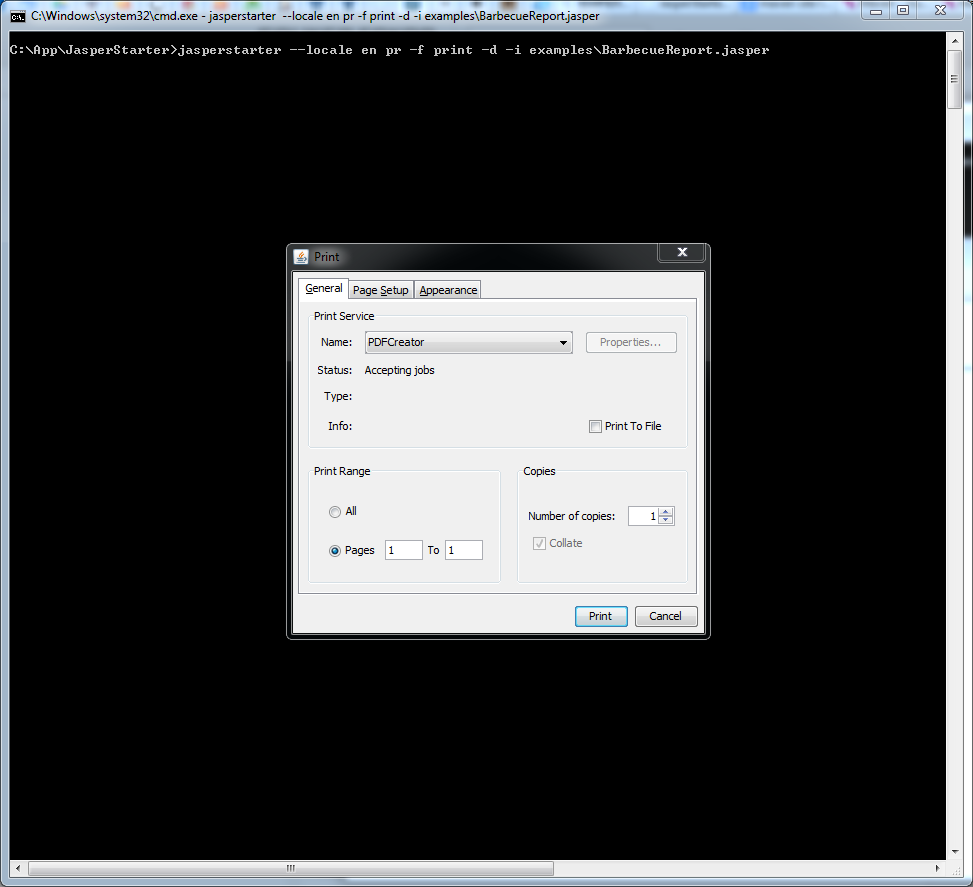 C:\Windows\system32\cmd.exe - jasperstarter --locale en pr -f print -d -i examples\BarbecueReport.jasper
C:\App\JasperStarter>jasperstarter --locale en pr -f print -d -i examples\BarbecueReport.jasper
Print
General Page Setup Appearance
Print Service
Name: PDFCreator Properties...
Status: Accepting jobs
Type:
Info: Print To File
Print Range Copies
All
Number of copies: 1
Collate
Pages 1 To 1
Print Cancel